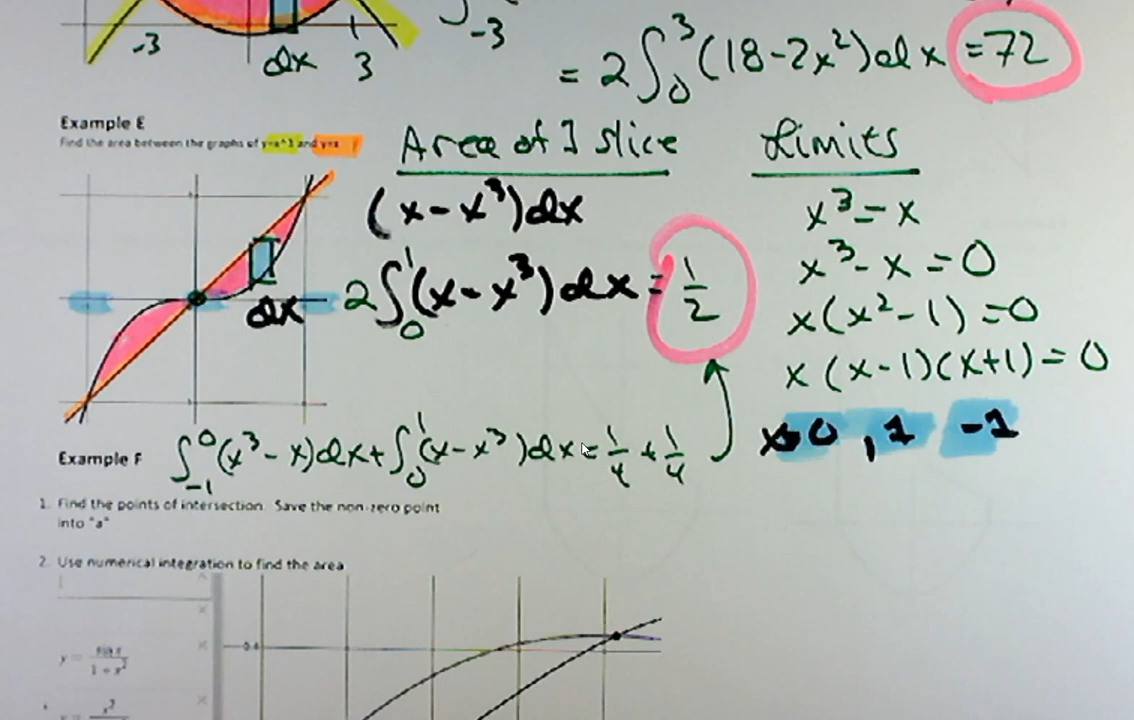 -3
dx
3
-3
= 2∫₀³(18-2x²)dx =72
Example E
Find the area between the graphs of y=x^3 and y=x
Area of 1 slice
(x-x³)dx
2∫₀¹(x-x³)dx = 1/2
dx
Limits
x³=x
x³-x=0
x(x²-1)=0
x(x-1)(x+1)=0
x=0, 1 -1
∫₋₁⁰(x³-x)dx+∫₀¹(x-x³)dx=1/4+1/4
Example F
1. Find the points of intersection. Save the non-zero point
into "a"
2. Use numerical integration to find the area
y = sin x / 1 + x²
x²